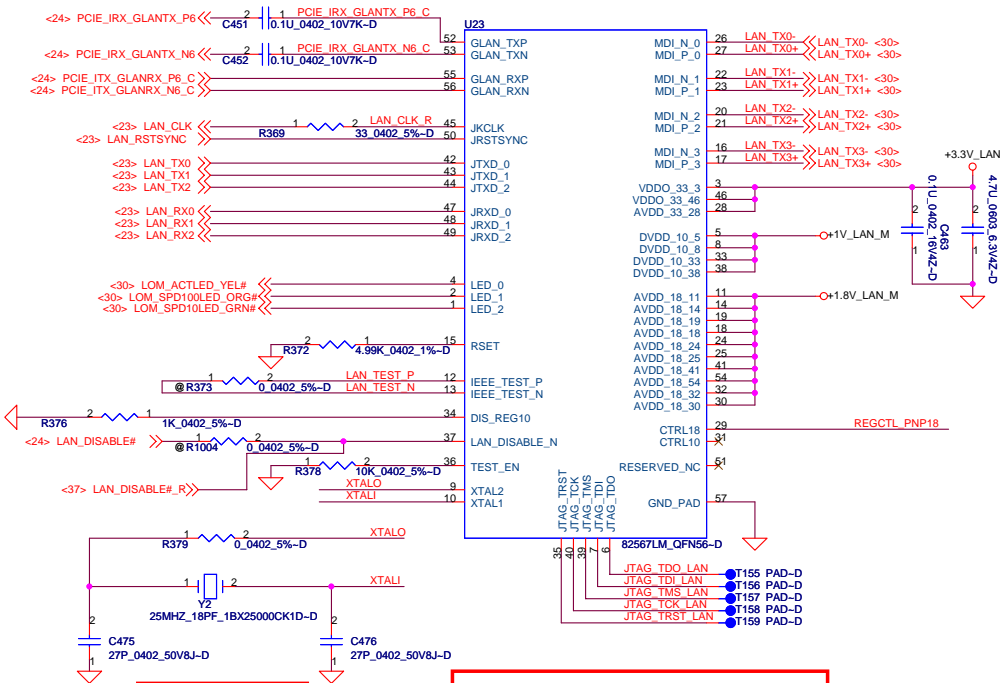 <24> PCIE_IRX_GLANTX_P6 2 1 PCIE_IRX_GLANTX_P6_C
C451 0.1U_0402_10V7K~D
<24> PCIE_IRX_GLANTX_N6 2 1 PCIE_IRX_GLANTX_N6_C
C452 0.1U_0402_10V7K~D
<24> PCIE_ITX_GLANRX_P6_C
<24> PCIE_ITX_GLANRX_N6_C
<23> LAN_CLK 1 2 LAN_CLK_R
R369 33_0402_5%~D
<23> LAN_RSTSYNC
<23> LAN_TX0
<23> LAN_TX1
<23> LAN_TX2
<23> LAN_RX0
<23> LAN_RX1
<23> LAN_RX2
<30> LOM_ACTLED_YEL#
<30> LOM_SPD100LED_ORG#
<30> LOM_SPD10LED_GRN#
2 1
R372 4.99K_0402_1%~D
1 2 LAN_TEST_P
@R373 0_0402_5%~D LAN_TEST_N
2 1
R376 1K_0402_5%~D
<24> LAN_DISABLE# 1 2
@R1004 0_0402_5%~D
2 1
R378 10K_0402_5%~D
<37> LAN_DISABLE#_R
XTALO
XTALI
U23
52 GLAN_TXP
53 GLAN_TXN
55 GLAN_RXP
56 GLAN_RXN
45 JKCLK
50 JRSTSYNC
42 JTXD_0
43 JTXD_1
44 JTXD_2
47 JRXD_0
48 JRXD_1
49 JRXD_2
4 LED_0
2 LED_1
1 LED_2
15 RSET
12 IEEE_TEST_P
13 IEEE_TEST_N
34 DIS_REG10
37 LAN_DISABLE_N
36 TEST_EN
9 XTAL2
10 XTAL1
MDI_N_0 26 LAN_TX0- LAN_TX0- <30>
MDI_P_0 27 LAN_TX0+ LAN_TX0+ <30>
MDI_N_1 22 LAN_TX1- LAN_TX1- <30>
MDI_P_1 23 LAN_TX1+ LAN_TX1+ <30>
MDI_N_2 20 LAN_TX2- LAN_TX2- <30>
MDI_P_2 21 LAN_TX2+ LAN_TX2+ <30>
MDI_N_3 16 LAN_TX3- LAN_TX3- <30>
MDI_P_3 17 LAN_TX3+ LAN_TX3+ <30>
VDDO_33_3 3
VDDO_33_46 46
AVDD_33_28 28
DVDD_10_5 5 +1V_LAN_M
DVDD_10_8 8
DVDD_10_33 33
DVDD_10_38 38
AVDD_18_11 11 +1.8V_LAN_M
AVDD_18_14 14
AVDD_18_19 19
AVDD_18_18 18
AVDD_18_24 24
AVDD_18_25 25
AVDD_18_41 41
AVDD_18_54 54
AVDD_18_32 32
AVDD_18_30 30
CTRL18 29 REGCTL_PNP18
CTRL10 31
RESERVED_NC 51
GND_PAD 57
+3.3V_LAN
2 1
C463
0.1U_0402_16V4Z~D
2 1
4.7U_0603_6.3V4Z~D
JTAG_TRST 35
JTAG_TCK 40
JTAG_TMS 39
JTAG_TDI 7
JTAG_TDO 6
82567LM_QFN56~D
JTAG_TDO_LAN T155 PAD~D
JTAG_TDI_LAN T156 PAD~D
JTAG_TMS_LAN T157 PAD~D
JTAG_TCK_LAN T158 PAD~D
JTAG_TRST_LAN T159 PAD~D
1 2 XTALO
R379 0_0402_5%~D
1 2 XTALI
Y2
25MHZ_18PF_1BX25000CK1D~D
2 1
C475
27P_0402_50V8J~D
2 1
C476
27P_0402_50V8J~D